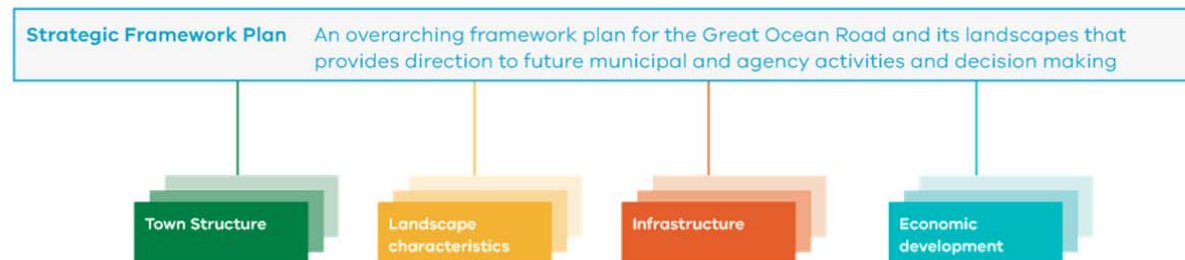 Strategic Framework Plan An overarching framework plan for the Great Ocean Road and its landscapes that
provides direction to future municipal and agency activities and decision making
Town Structure
Landscape
characteristics
Infrastructure
Economic
development